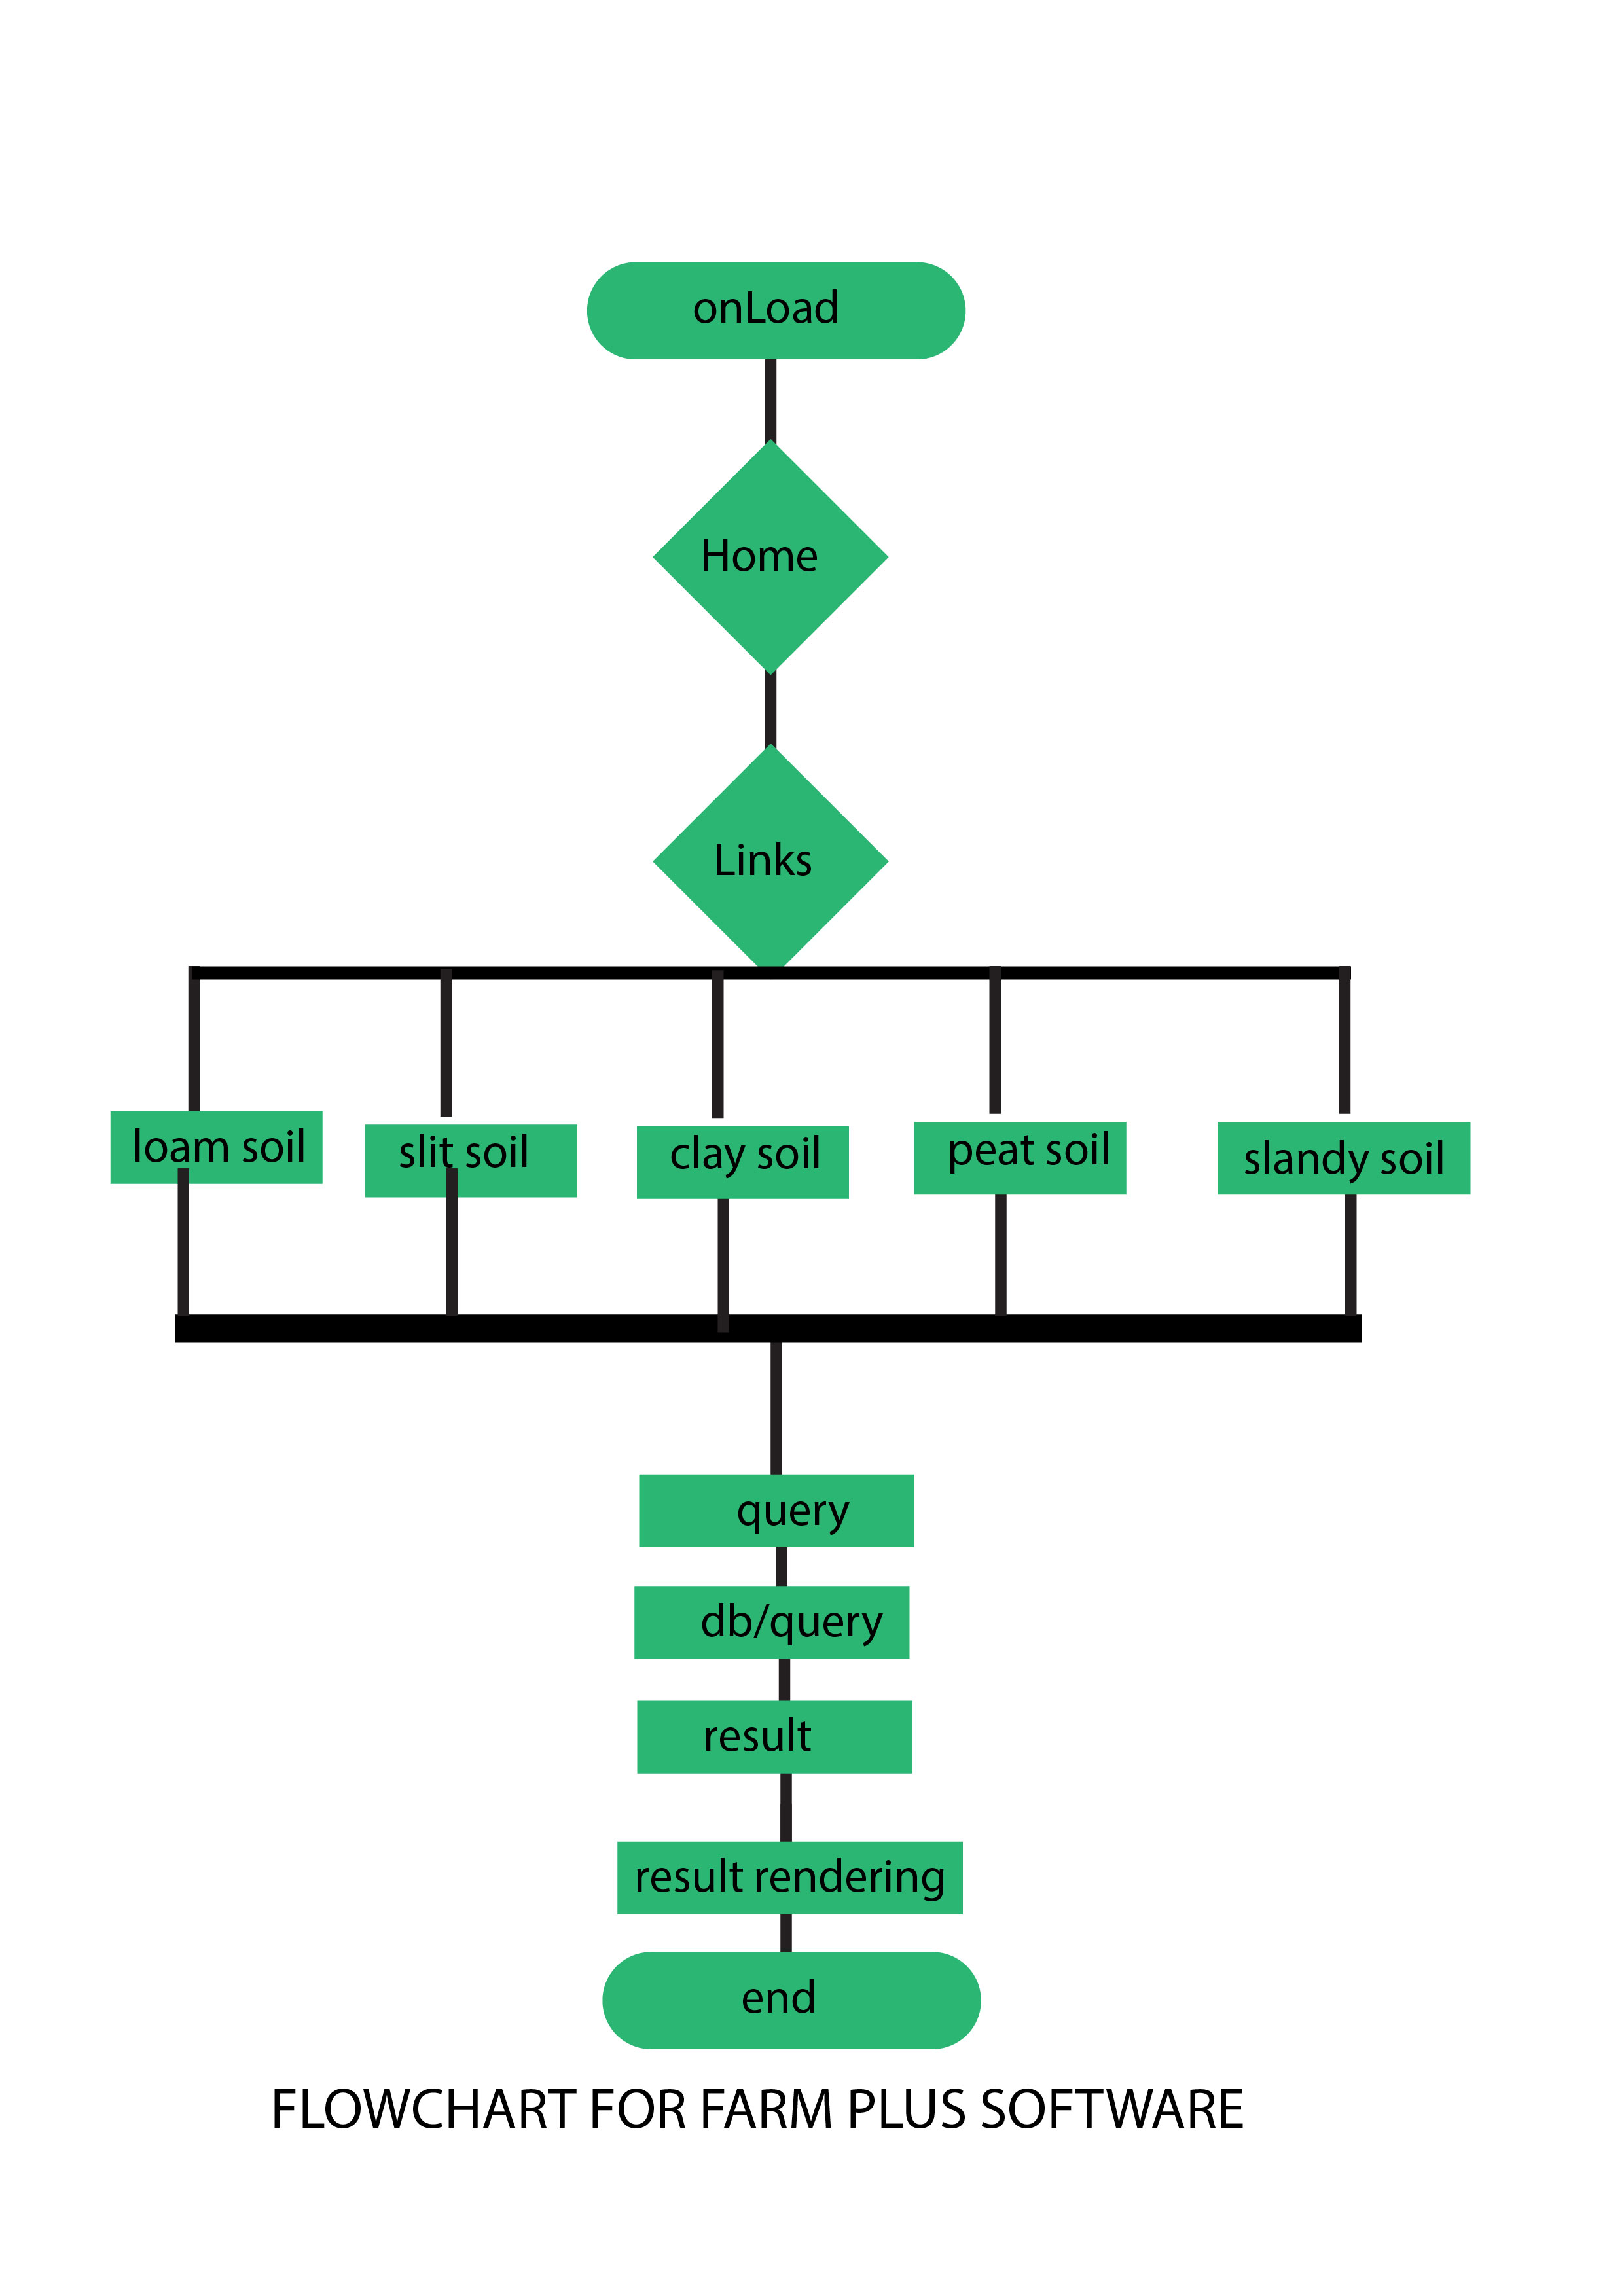 onLoad
Home
Links
loam soil
slit soil
clay soil
peat soil
slandy soil
query
db/query
result
result rendering
end
FLOWCHART FOR FARM PLUS SOFTWARE